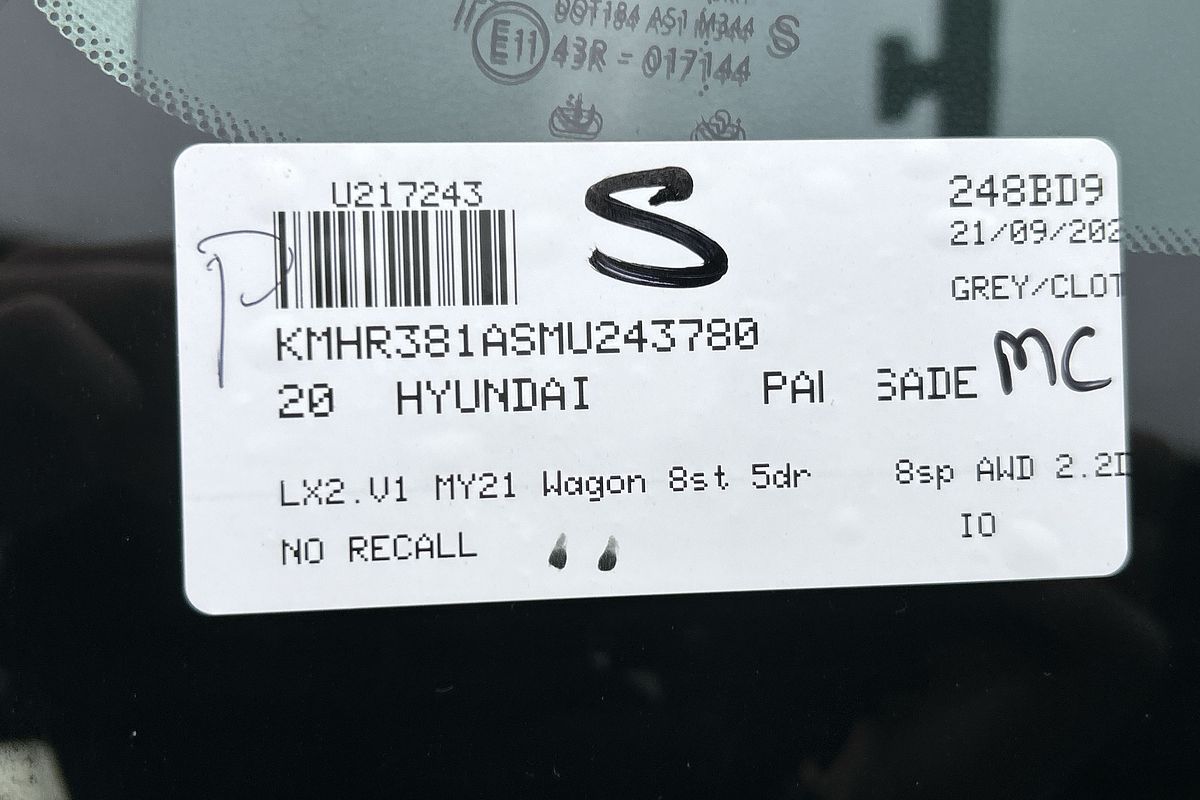 DOT184 AS1 M344 S
E11 43R - 017144
U217243
S
248BD9
21/09/202
P
GREY/CLOT
KMHR381ASMU243780
20 HYUNDAI PAI SADE MC
LX2.V1 MY21 Wagon 8st 5dr 8sp AWD 2.2D
IO
NO RECALL